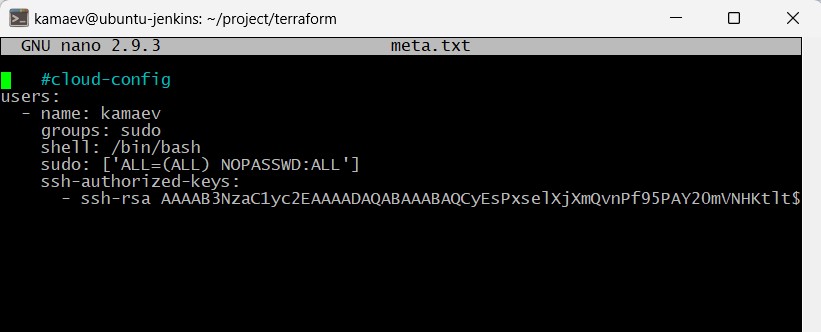 kamaev@ubuntu-jenkins: ~/project/terraform
GNU nano 2.9.3 meta.txt
#cloud-config
users:
  - name: kamaev
    groups: sudo
    shell: /bin/bash
    sudo: ['ALL=(ALL) NOPASSWD:ALL']
    ssh-authorized-keys:
      - ssh-rsa AAAAB3NzaC1yc2EAAAADAQABAAABAQCyEsPxselXjXmQvnPf95PAY2OmVNHKtlt$